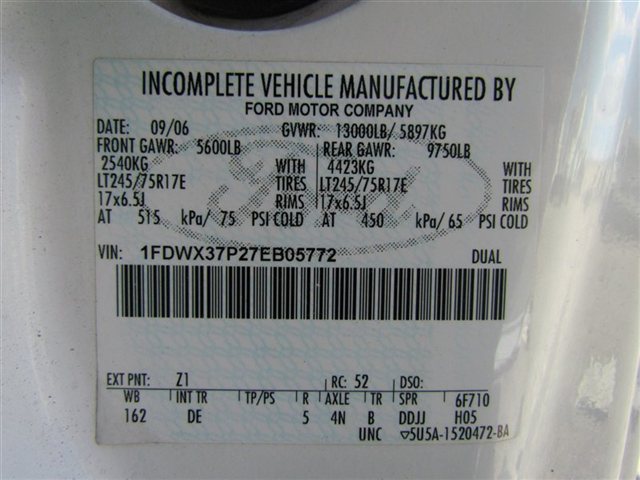 INCOMPLETE VEHICLE MANUFACTURED BY
FORD MOTOR COMPANY
DATE: 09/06 GVWR: 13000LB/ 5897KG
FRONT GAWR: 5600LB REAR GAWR: 9750LB
2540KG WITH 4423KG WITH
LT245/75R17E TIRES LT245/75R17E TIRES
17x6.5J RIMS 17x6.5J RIMS
AT 515 kPa/ 75 PSI COLD AT 450 kPa/ 65 PSI COLD
VIN: 1FDWX37P27EB05772 DUAL
Ford
EXT PNT: Z1 RC: 52 DSO:
WB INT TR TP/PS R AXLE TR SPR 6F710
162 DE 5 4N B DDJJ H05
UNC ▽5U5A-1520472-BA